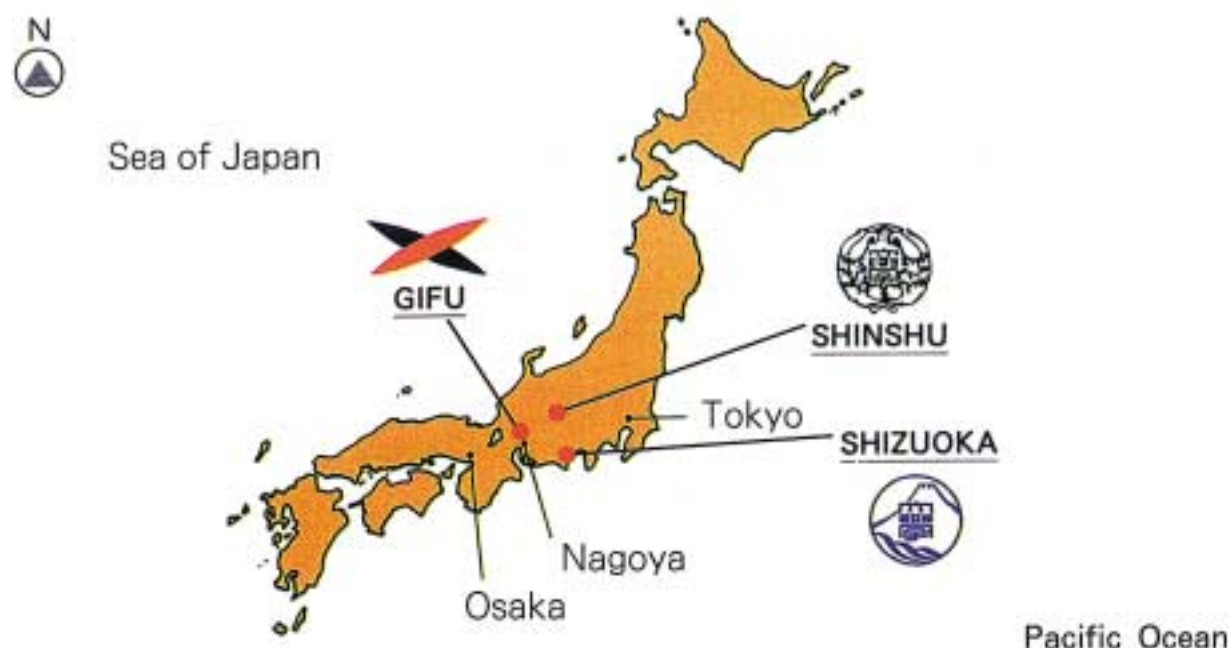 N
Sea of Japan
GIFU
SHINSHU
Tokyo
SHIZUOKA
Nagoya
Osaka
Pacific Ocean